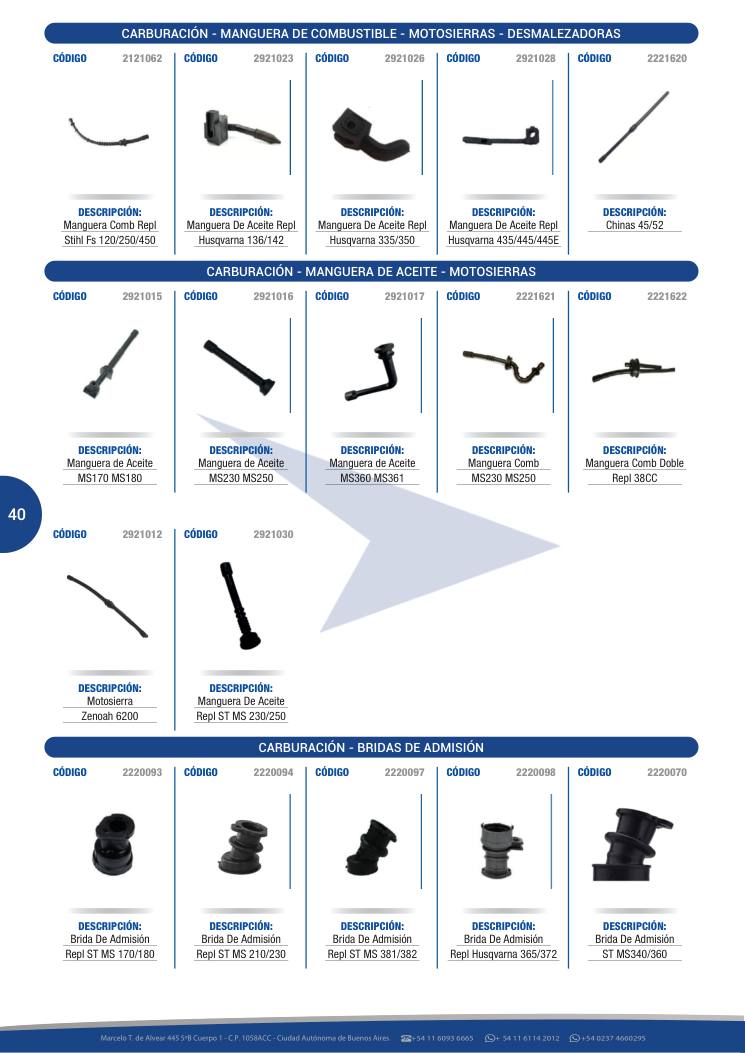 CARBURACIÓN - MANGUERA DE COMBUSTIBLE - MOTOSIERRAS - DESMALEZADORAS
CÓDIGO 2121062
DESCRIPCIÓN:
Manguera Comb Repl
Stihl Fs 120/250/450
CÓDIGO 2921023
DESCRIPCIÓN:
Manguera De Aceite Repl
Husqvarna 136/142
CÓDIGO 2921026
DESCRIPCIÓN:
Manguera De Aceite Repl
Husqvarna 335/350
CÓDIGO 2921028
DESCRIPCIÓN:
Manguera De Aceite Repl
Husqvarna 435/445/445E
CÓDIGO 2221620
DESCRIPCIÓN:
Chinas 45/52
CARBURACIÓN - MANGUERA DE ACEITE - MOTOSIERRAS
CÓDIGO 2921015
DESCRIPCIÓN:
Manguera de Aceite
MS170 MS180
CÓDIGO 2921016
DESCRIPCIÓN:
Manguera de Aceite
MS230 MS250
CÓDIGO 2921017
DESCRIPCIÓN:
Manguera de Aceite
MS360 MS361
CÓDIGO 2221621
DESCRIPCIÓN:
Manguera Comb
MS230 MS250
CÓDIGO 2221622
DESCRIPCIÓN:
Manguera Comb Doble
Repl 38CC
40
CÓDIGO 2921012
DESCRIPCIÓN:
Motosierra
Zenoah 6200
CÓDIGO 2921030
DESCRIPCIÓN:
Manguera De Aceite
Repl ST MS 230/250
CARBURACIÓN - BRIDAS DE ADMISIÓN
CÓDIGO 2220093
DESCRIPCIÓN:
Brida De Admisión
Repl ST MS 170/180
CÓDIGO 2220094
DESCRIPCIÓN:
Brida De Admisión
Repl ST MS 210/230
CÓDIGO 2220097
DESCRIPCIÓN:
Brida De Admisión
Repl ST MS 381/382
CÓDIGO 2220098
DESCRIPCIÓN:
Brida De Admisión
Repl Husqvarna 365/372
CÓDIGO 2220070
DESCRIPCIÓN:
Brida De Admisión
ST MS340/360
Marcelo T. de Alvear 445 5ºB Cuerpo 1 - C.P. 1058ACC - Ciudad Autónoma de Buenos Aires. +54 11 6093 6665 + 54 11 6114 2012 +54 0237 4660295